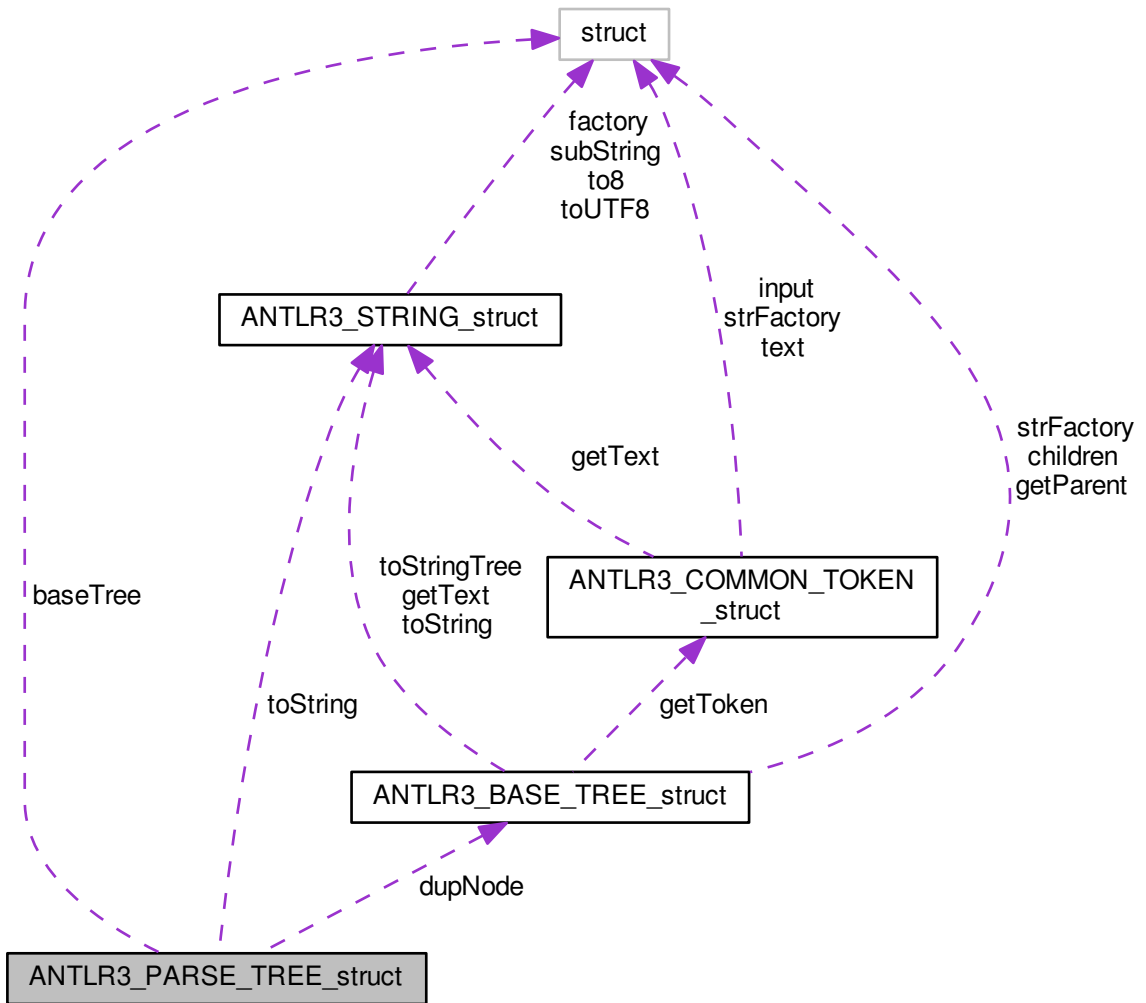 struct
factory
subString
to8
toUTF8
ANTLR3_STRING_struct
input
strFactory
text
getText
strFactory
children
getParent
toStringTree
getText
toString
ANTLR3_COMMON_TOKEN
_struct
baseTree
toString
getToken
ANTLR3_BASE_TREE_struct
dupNode
ANTLR3_PARSE_TREE_struct